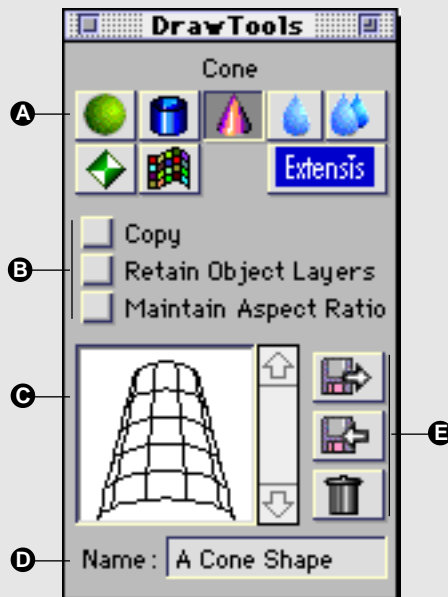 DrawTools
Cone
A
Extensis
Copy
B
Retain Object Layers
Maintain Aspect Ratio
C
E
D
Name: A Cone Shape